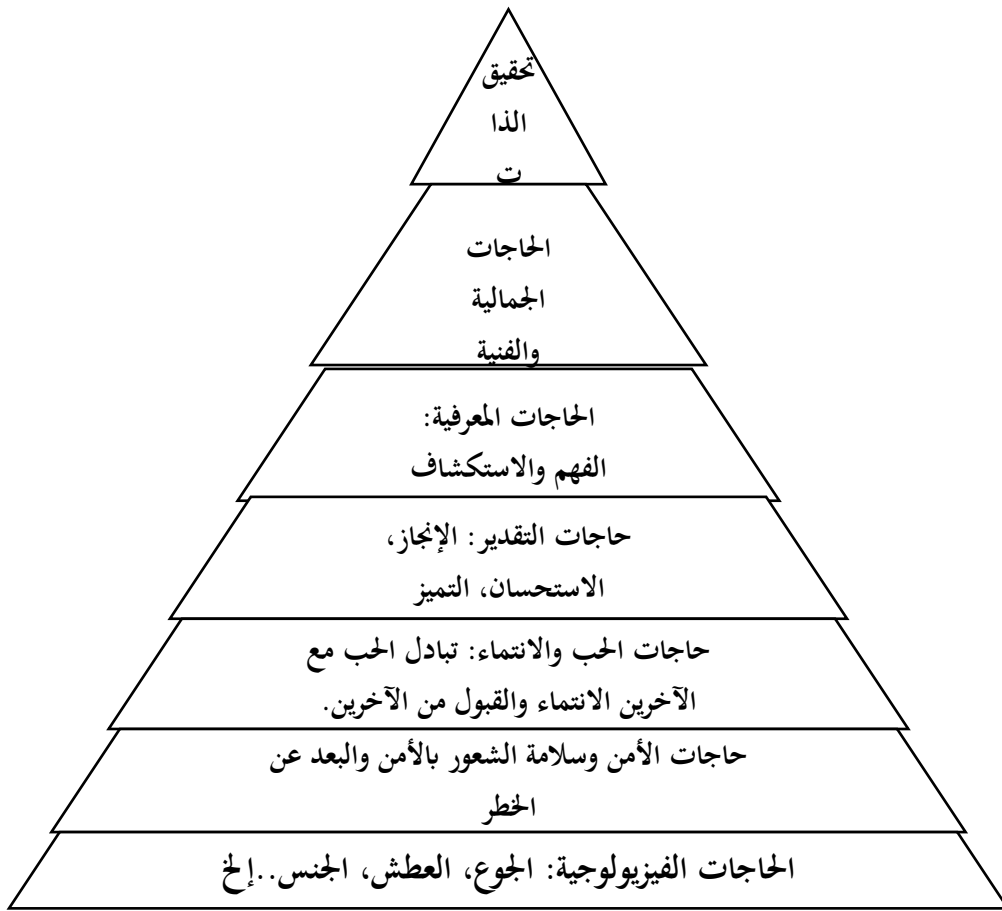 تحقيق
الذا
ت
الحاجات
الجمالية
والفنية
الحاجات المعرفية:
الفهم والاستكشاف
حاجات التقدير: الإنجاز،
الاستحسان، التميز
حاجات الحب والانتماء: تبادل الحب مع
الآخرين الانتماء والقبول من الآخرين.
حاجات الأمن وسلامة الشعور بالأمن والبعد عن
الخطر
الحاجات الفيزيولوجية: الجوع، العطش، الجنس..إلخ